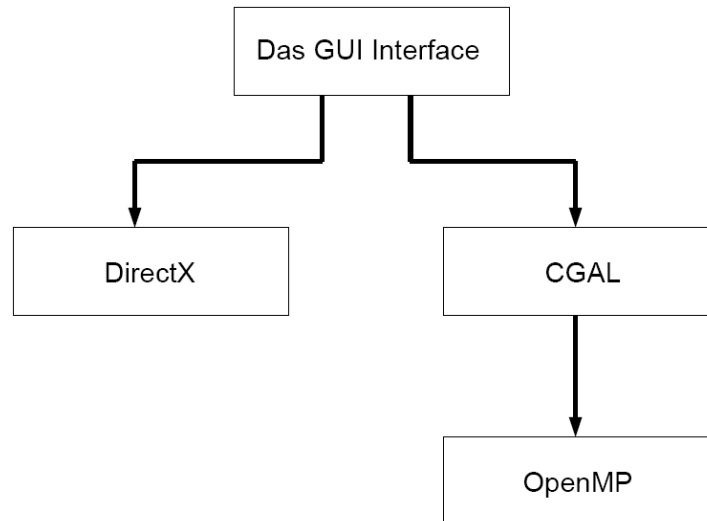 Das GUI Interface
DirectX
CGAL
OpenMP